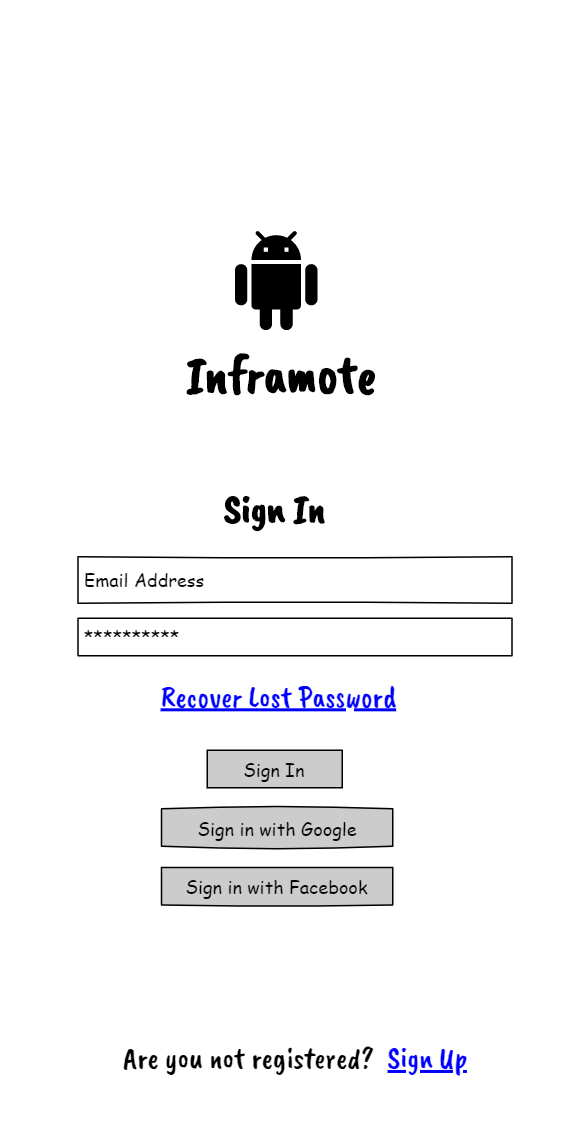 Inframote
Sign In
Email Address
**********
Recover Lost Password
Sign In
Sign in with Google
Sign in with Facebook
Are you not registered? Sign Up